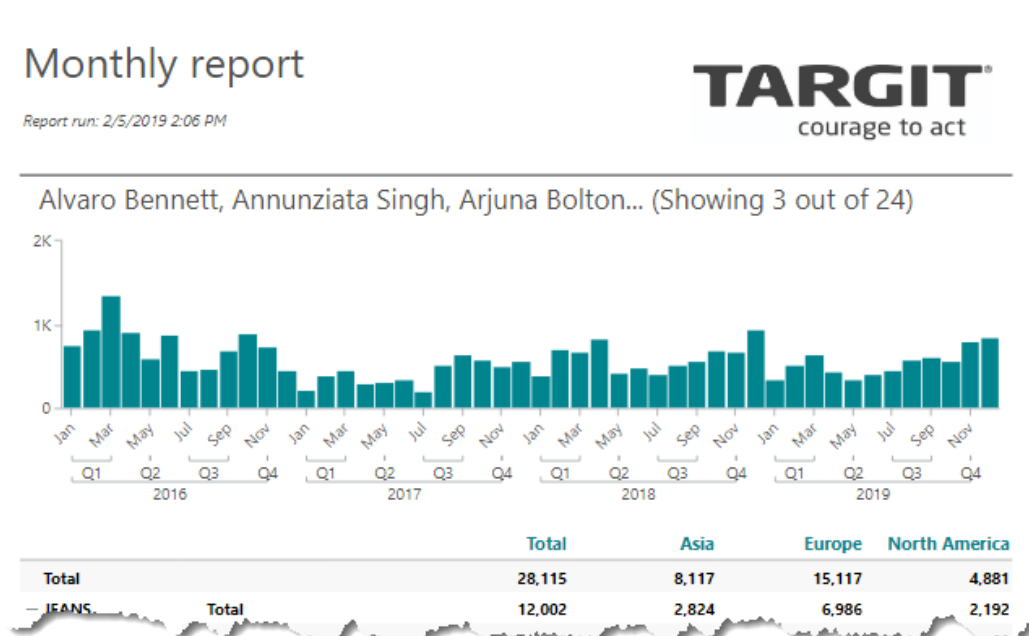 Monthly report
TARGIT
Report run: 2/5/2019 2:06 PM
courage to act
Alvaro Bennett, Annunziata Singh, Arjuna Bolton... (Showing 3 out of 24)
2K
1K
0
Jan Mar May Jul Sep Nov Jan Mar May Jul Sep Nov Jan Mar May Jul Sep Nov Jan Mar May Jul Sep Nov
Q1 Q2 Q3 Q4 Q1 Q2 Q3 Q4 Q1 Q2 Q3 Q4 Q1 Q2 Q3 Q4
2016 2017 2018 2019
Total Asia Europe North America
Total 28,115 8,117 15,117 4,881
JEANS Total 12,002 2,824 6,986 2,192